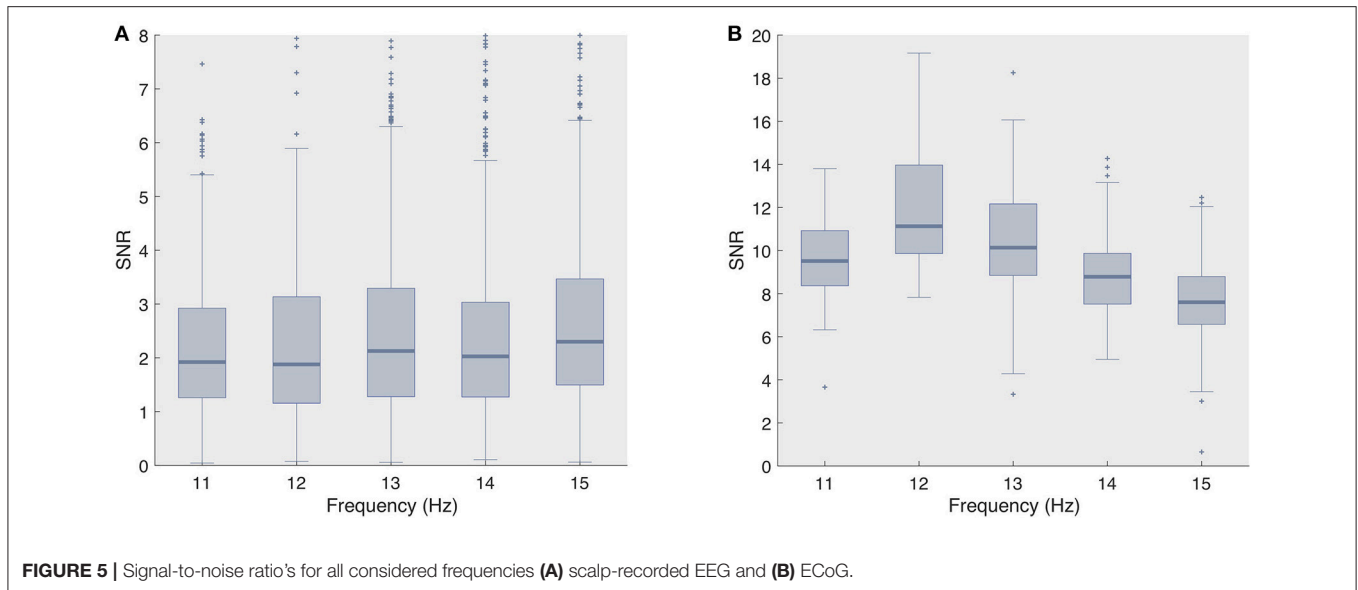 A
8
7
6
5
4
3
2
1
0
SNR
11 12 13 14 15
Frequency (Hz)
B
20
18
16
14
12
10
8
6
4
2
0
SNR
11 12 13 14 15
Frequency (Hz)
FIGURE 5 | Signal-to-noise ratio's for all considered frequencies (A) scalp-recorded EEG and (B) ECoG.